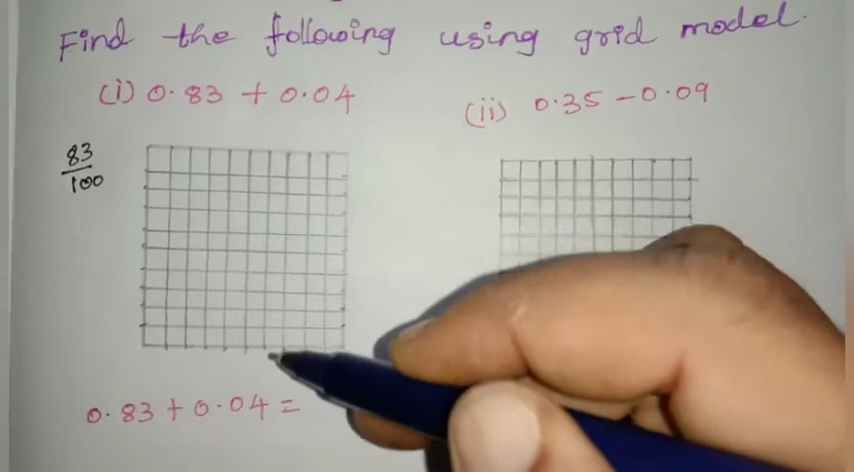 Find the following using grid model.
(i) 0.83 + 0.04
(ii) 0.35 - 0.09
83
100
0.83 + 0.04 =